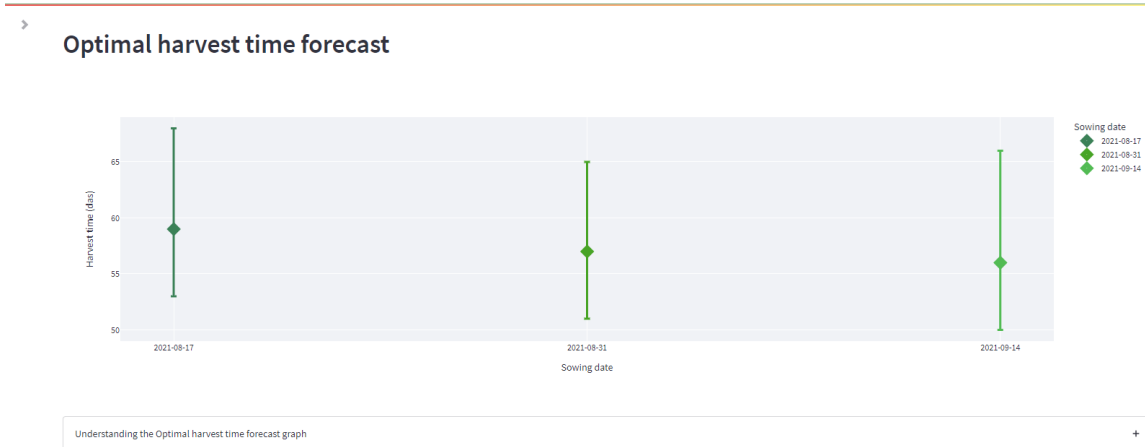 Optimal harvest time forecast
Sowing date
2021-08-17
2021-08-31
2021-09-14
Harvest time (das)
65
60
55
50
2021-08-17
2021-08-31
2021-09-14
Sowing date
Understanding the Optimal harvest time forecast graph